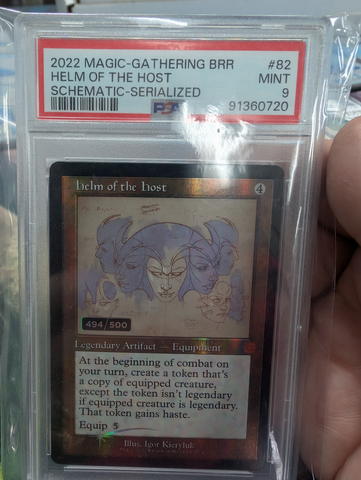 2022 MAGIC-GATHERING BRR #82
HELM OF THE HOST MINT
SCHEMATIC-SERIALIZED 9
PSA 91360720
Helm of the Host 4
494/500
Legendary Artifact — Equipment
At the beginning of combat on
your turn, create a token that's
a copy of equipped creature,
except the token isn't legendary
if equipped creature is legendary.
That token gains haste.
Equip 5
Illus. Igor Kieryluk